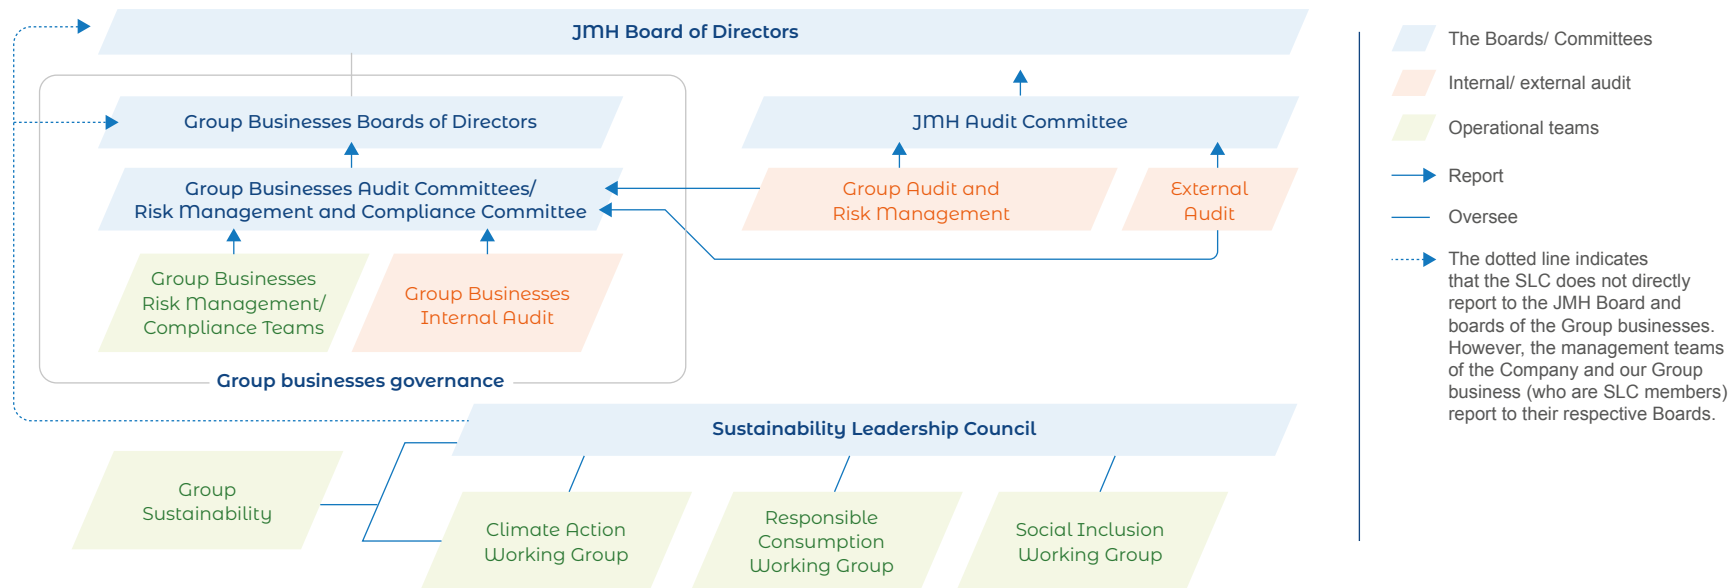 JMH Board of Directors
Group Businesses Boards of Directors
JMH Audit Committee
Group Businesses Audit Committees/
Risk Management and Compliance Committee
Group Audit and
Risk Management
External
Audit
Group Businesses
Risk Management/
Compliance Teams
Group Businesses
Internal Audit
Group businesses governance
Sustainability Leadership Council
Group
Sustainability
Climate Action
Working Group
Responsible
Consumption
Working Group
Social Inclusion
Working Group
The Boards/ Committees
Internal/ external audit
Operational teams
Report
Oversee
The dotted line indicates
that the SLC does not directly
report to the JMH Board and
boards of the Group businesses.
However, the management teams
of the Company and our Group
business (who are SLC members)
report to their respective Boards.